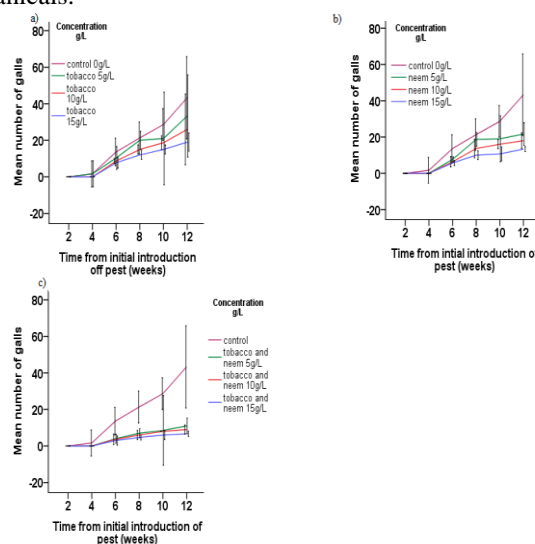 anicals.
a)
Concentration
g/L
80
60
40
20
0
-20
control 0g/L
tobacco 5g/L
tobacco
10g/L
tobacco
15g/L
Mean number of galls
2 4 6 8 10 12
Time from initial introduction
off pest (weeks)
b)
Concentration
g/L
80
60
40
20
0
-20
control 0g/L
neem 5g/L
neem 10g/L
neem 15g/L
Mean number of galls
2 4 6 8 10 12
Time from intial introduction of
pest (weeks)
c)
Concentration
g/L
80
60
40
20
0
-20
control
tobacco and
neem 5g/L
tobacco and
neem 10g/L
tobacco and
neem 15g/L
Mean number of galls
2 4 6 8 10 12
Time from initial introduction of
pest (weeks)